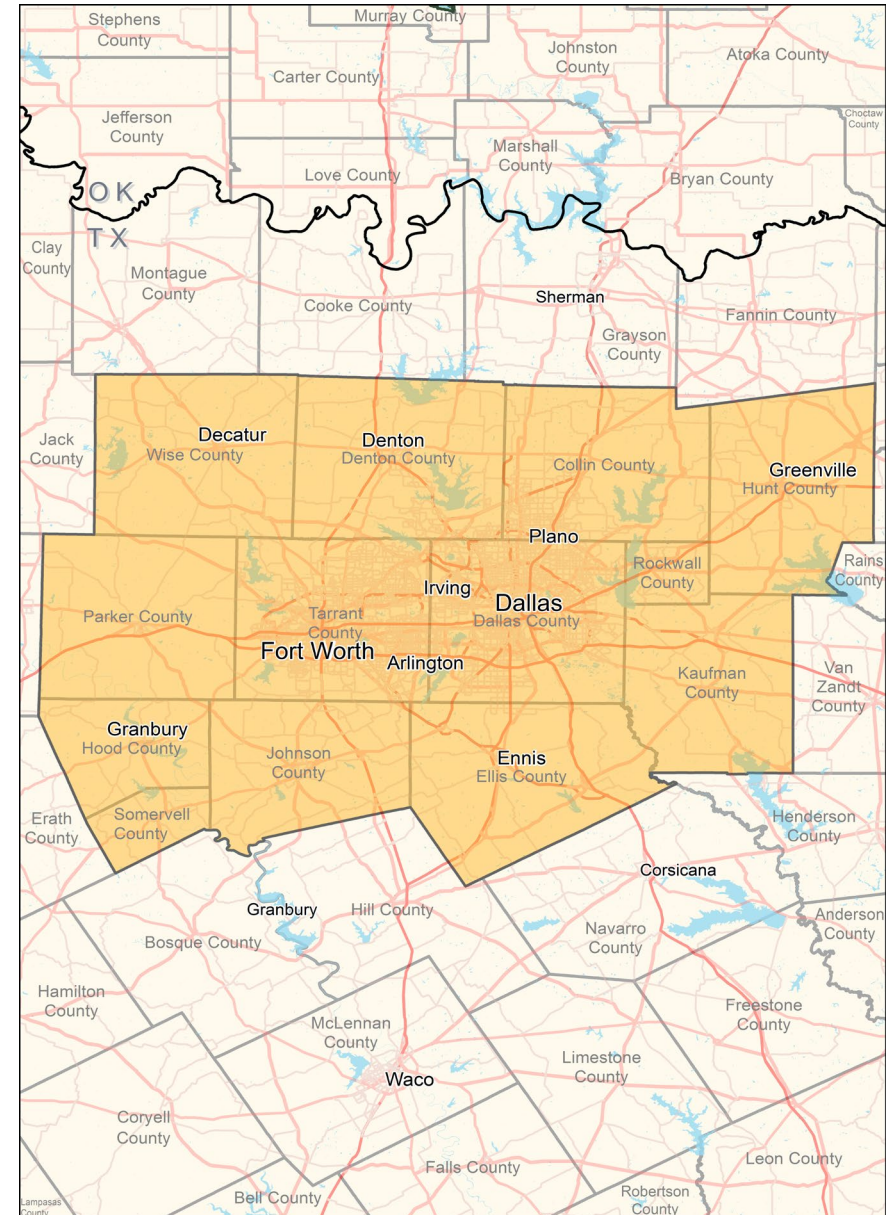 Stephens
County
Murray County
Johnston
County
Atoka County
Carter County
Jefferson
County
Choctaw
County
Marshall
County
Love County
Bryan County
OK
TX
Clay
County
Montague
County
Cooke County
Sherman
Fannin County
Grayson
County
Jack
County
Decatur
Wise County
Denton
Denton County
Collin County
Greenville
Hunt County
Plano
Rockwall
County
Rains
County
Irving
Dallas
Dallas County
Parker County
Tarrant
County
Fort Worth
Arlington
Kaufman
County
Van
Zandt
County
Granbury
Hood County
Johnson
County
Ennis
Ellis County
Erath
County
Somervell
County
Henderson
County
Corsicana
Granbury
Hill County
Bosque County
Navarro
County
Anderson
County
Hamilton
County
McLennan
County
Freestone
County
Limestone
County
Waco
Coryell
County
Falls County
Leon County
Bell County
Robertson
County
Lampasas
County